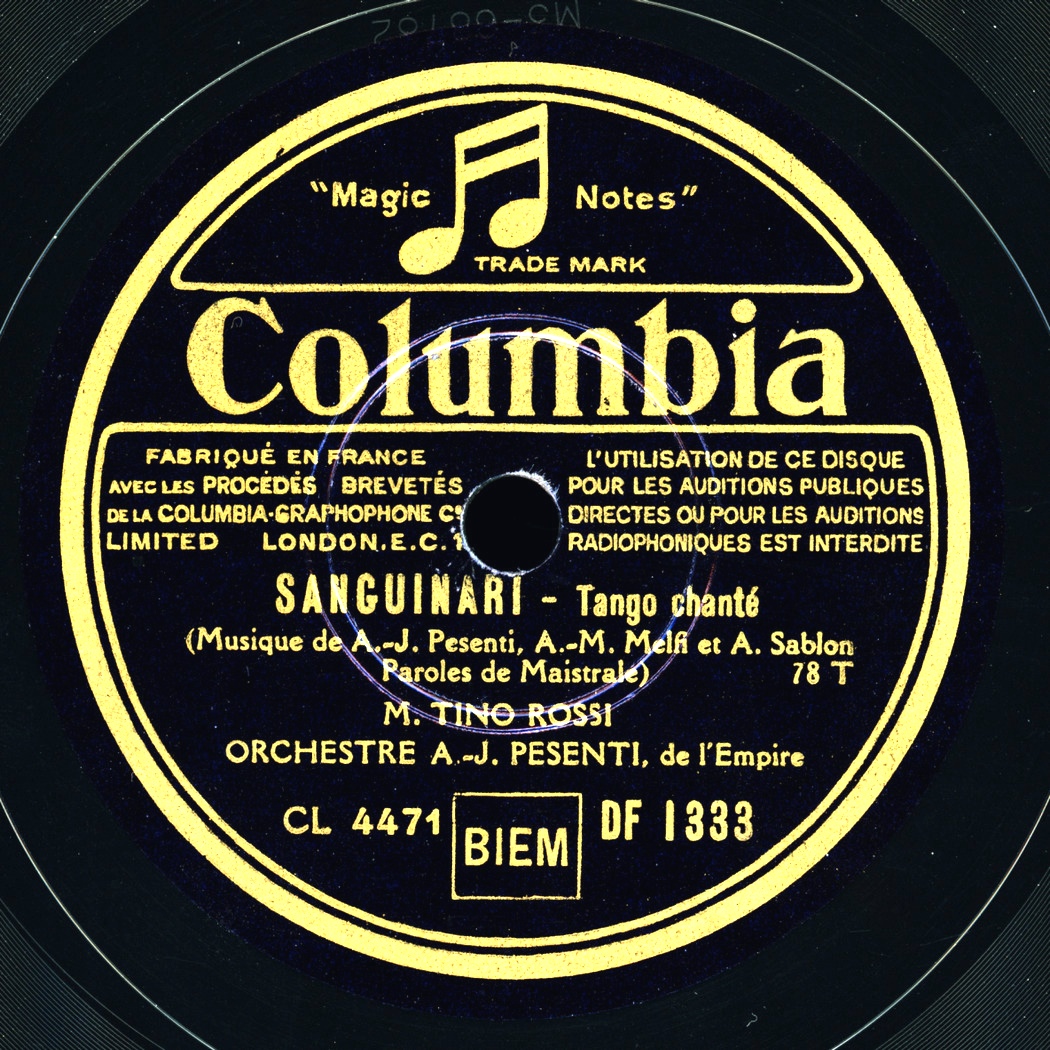 "Magic Notes"
TRADE MARK
Columbia
FABRIQUÉ EN FRANCE
AVEC LES PROCÉDÉS BREVETÉS
DE LA COLUMBIA-GRAPHOPHONE Cº
LIMITED LONDON.E.C.1
L'UTILISATION DE CE DISQUE
POUR LES AUDITIONS PUBLIQUES
DIRECTES OU POUR LES AUDITIONS
RADIOPHONIQUES EST INTERDITE
SANGUINARI - Tango chanté
(Musique de A.-J. Pesenti, A.-M. Melfi et A. Sablon
Paroles de Maistrale) 78 T
M. TINO ROSSI
ORCHESTRE A.-J. PESENTI, de l'Empire
CL 4471 BIEM DF 1333